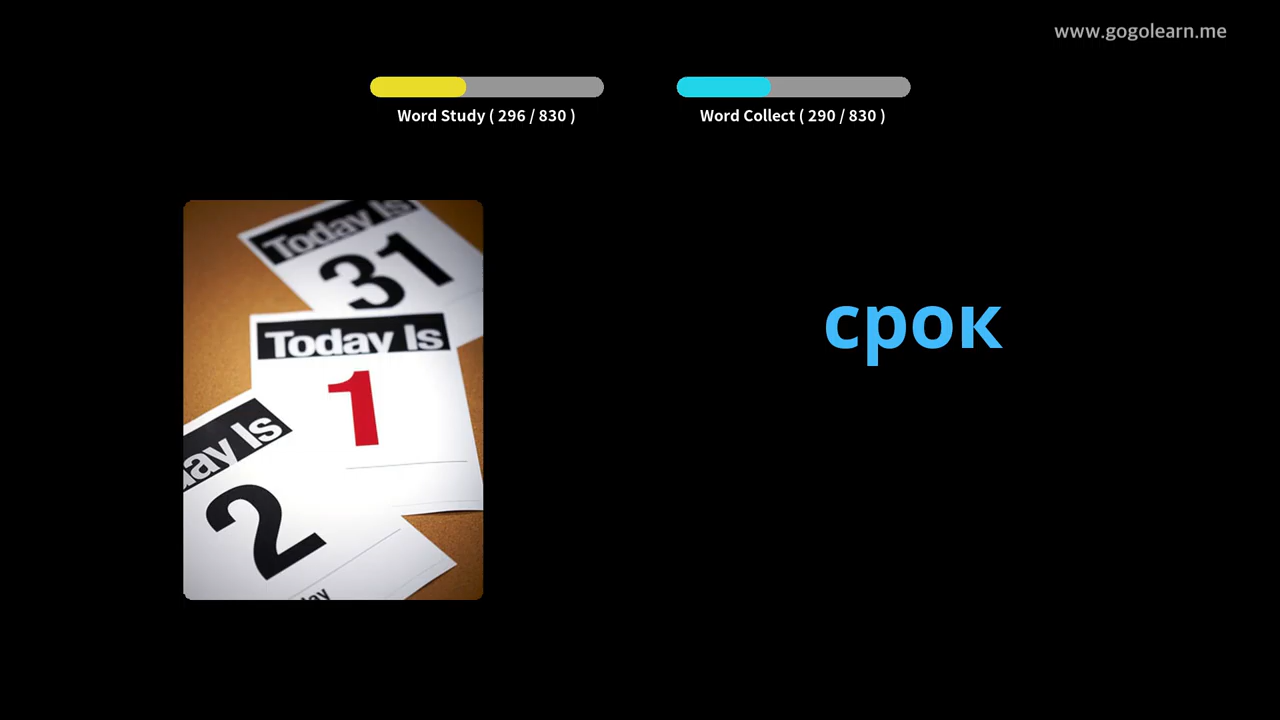 www.gogolearn.me
Word Study ( 296 / 830 )
Word Collect ( 290 / 830 )
Today Is
31
Today Is
1
ay Is
2
ay
срок